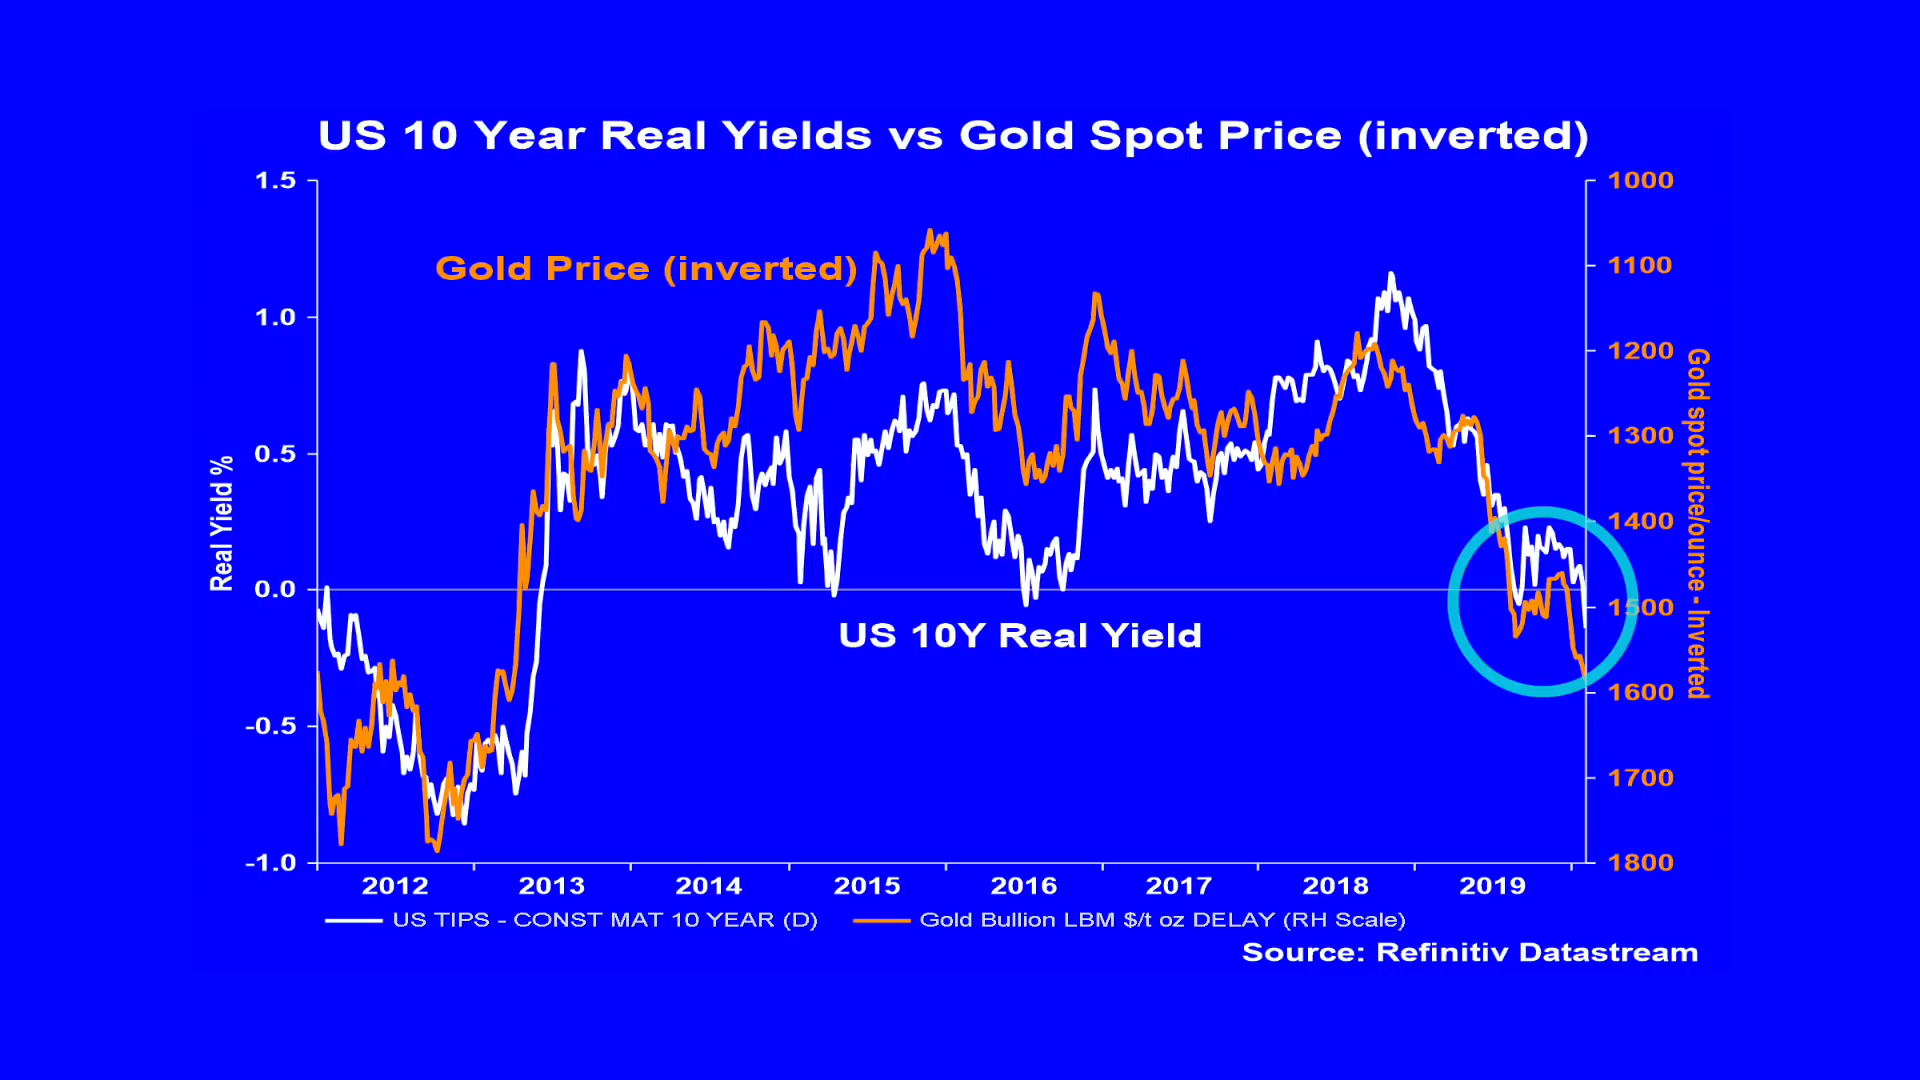 US 10 Year Real Yields vs Gold Spot Price (inverted)
1.5
1.0
0.5
0.0
-0.5
-1.0
Real Yield %
1000
1100
1200
1300
1400
1500
1600
1700
1800
Gold spot price/ounce - Inverted
Gold Price (inverted)
US 10Y Real Yield
2012 2013 2014 2015 2016 2017 2018 2019
US TIPS - CONST MAT 10 YEAR (D) Gold Bullion LBM $/t oz DELAY (RH Scale)
Source: Refinitiv Datastream